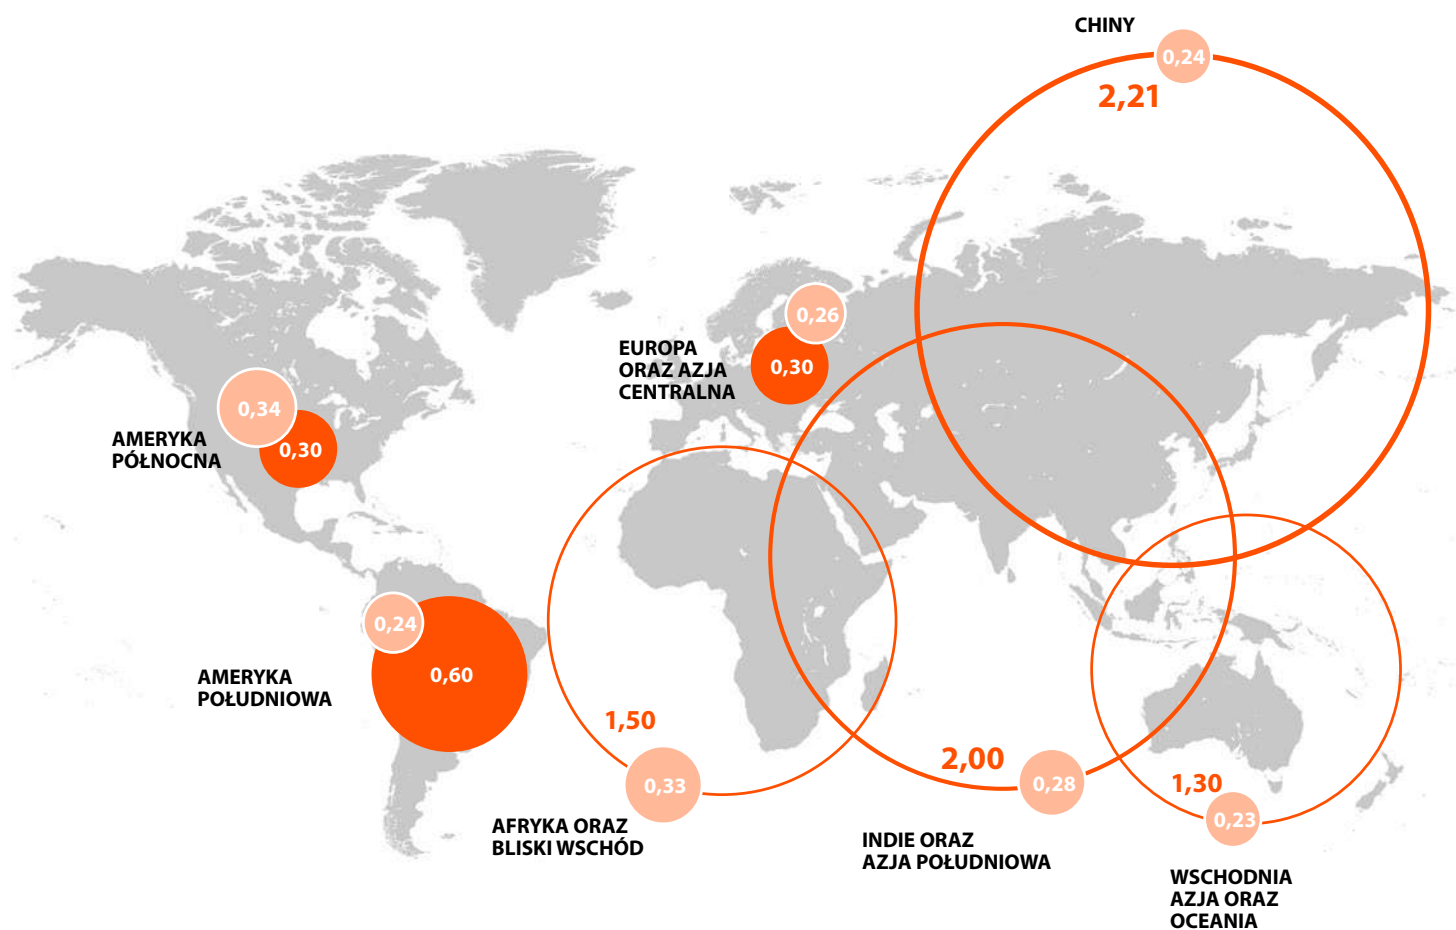 CHINY
0,24
2,21
0,26
EUROPA
ORAZ AZJA
CENTRALNA
0,30
0,34
0,30
AMERYKA
PÓŁNOCNA
0,24
0,60
AMERYKA
POŁUDNIOWA
1,50
0,33
AFRYKA ORAZ
BLISKI WSCHÓD
2,00
0,28
INDIE ORAZ
AZJA POŁUDNIOWA
1,30
0,23
WSCHODNIA
AZJA ORAZ
OCEANIA